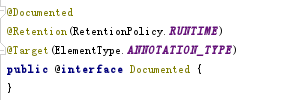 @Documented
@Retention(RetentionPolicy.RUNTIME)
@Target(ElementType.ANNOTATION_TYPE)
public @interface Documented {
}